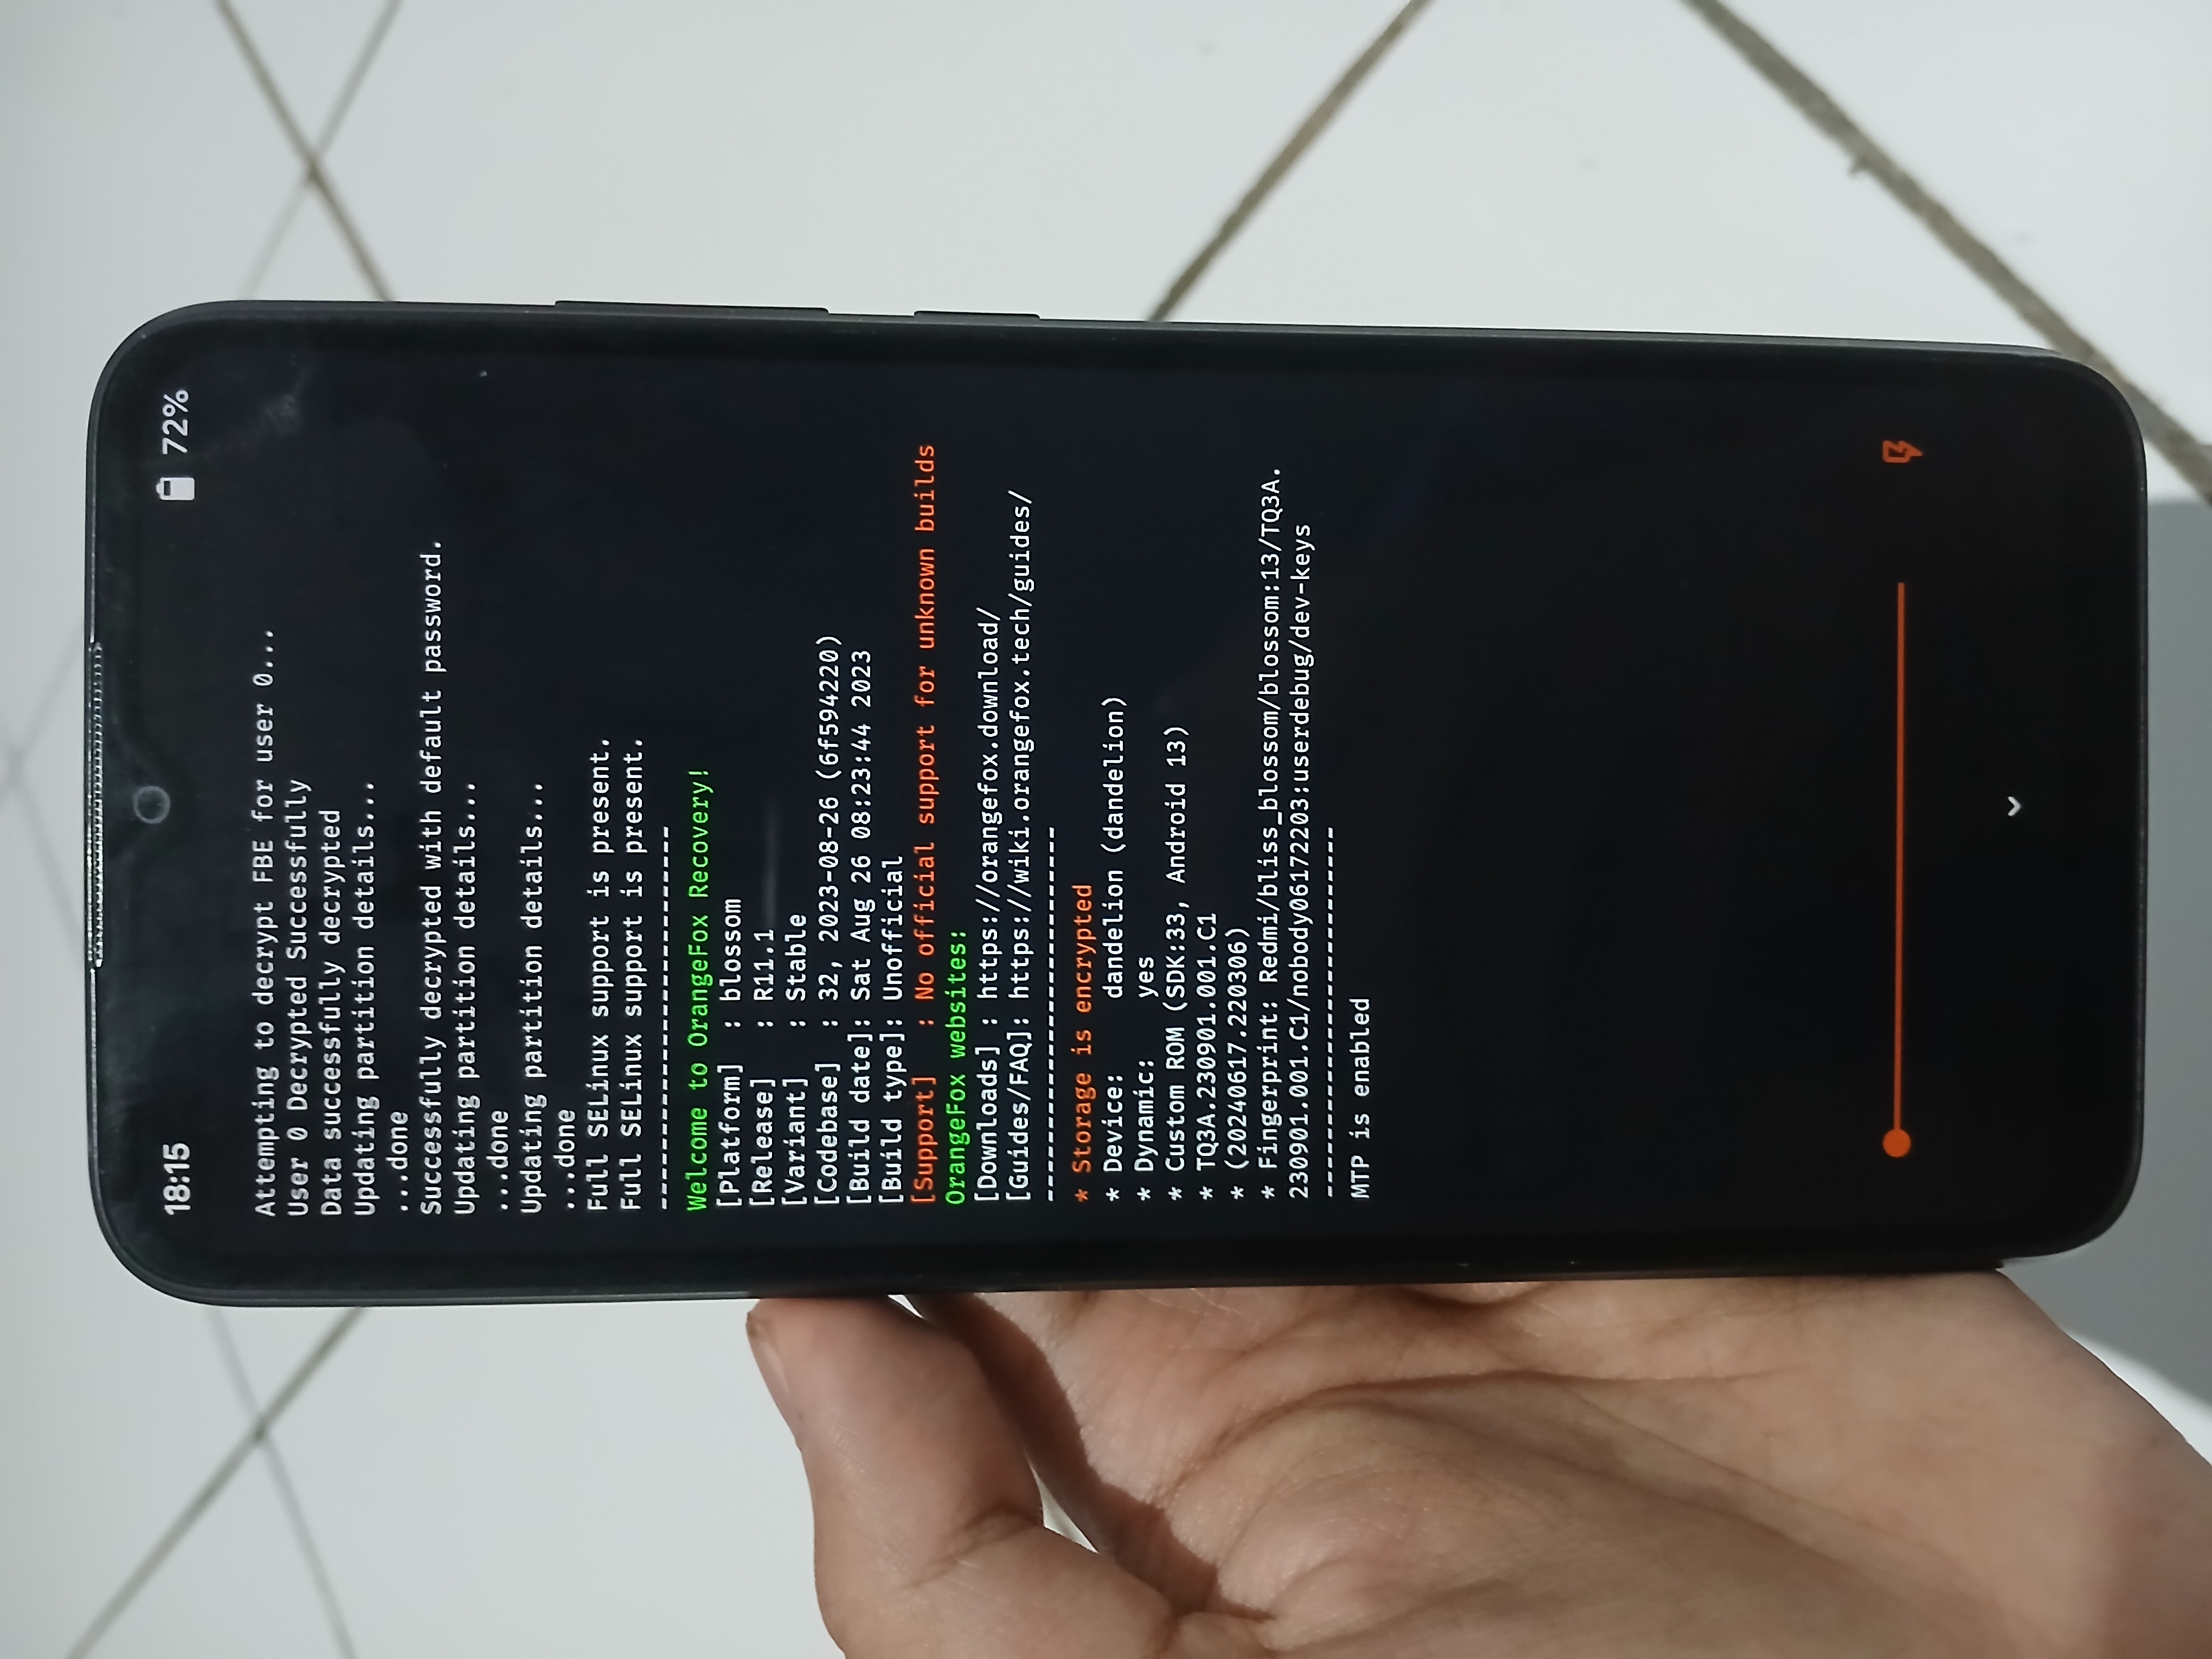 18:15 72%
Attempting to decrypt FBE for user 0...
User 0 Decrypted Successfully
Data successfully decrypted
Updating partition details...
...done
Successfully decrypted with default password.
Updating partition details...
...done
Updating partition details...
...done
Full SELinux support is present.
Full SELinux support is present.
--------------------------
Welcome to OrangeFox Recovery!
[Platform]  : blossom
[Release]   : R11.1
[Variant]   : Stable
[Codebase]  : 32, 2023-08-26 (6f594220)
[Build date]: Sat Aug 26 08:23:44 2023
[Build type]: Unofficial
[Support]   : No official support for unknown builds
OrangeFox websites:
[Downloads] : https://orangefox.download/
[Guides/FAQ]: https://wiki.orangefox.tech/guides/
--------------------------
* Storage is encrypted
* Device:     dandelion (dandelion)
* Dynamic:    yes
* Custom ROM (SDK:33, Android 13)
* TQ3A.230901.001.C1
* (20240617.220306)
* Fingerprint: Redmi/bliss_blossom/blossom:13/TQ3A.
230901.001.C1/nobody06172203:userdebug/dev-keys
--------------------------
MTP is enabled